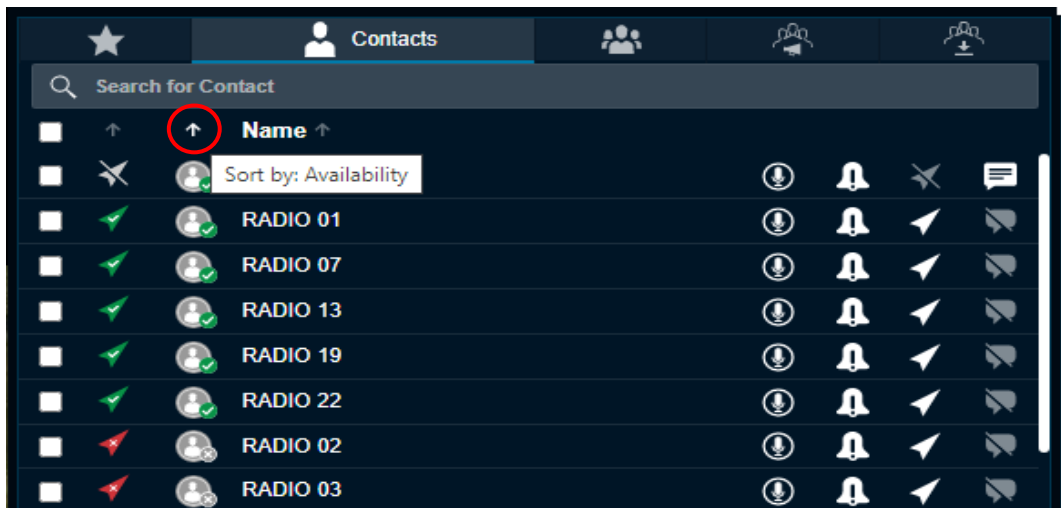 Contacts
Search for Contact
Name
Sort by: Availability
RADIO 01
RADIO 07
RADIO 13
RADIO 19
RADIO 22
RADIO 02
RADIO 03